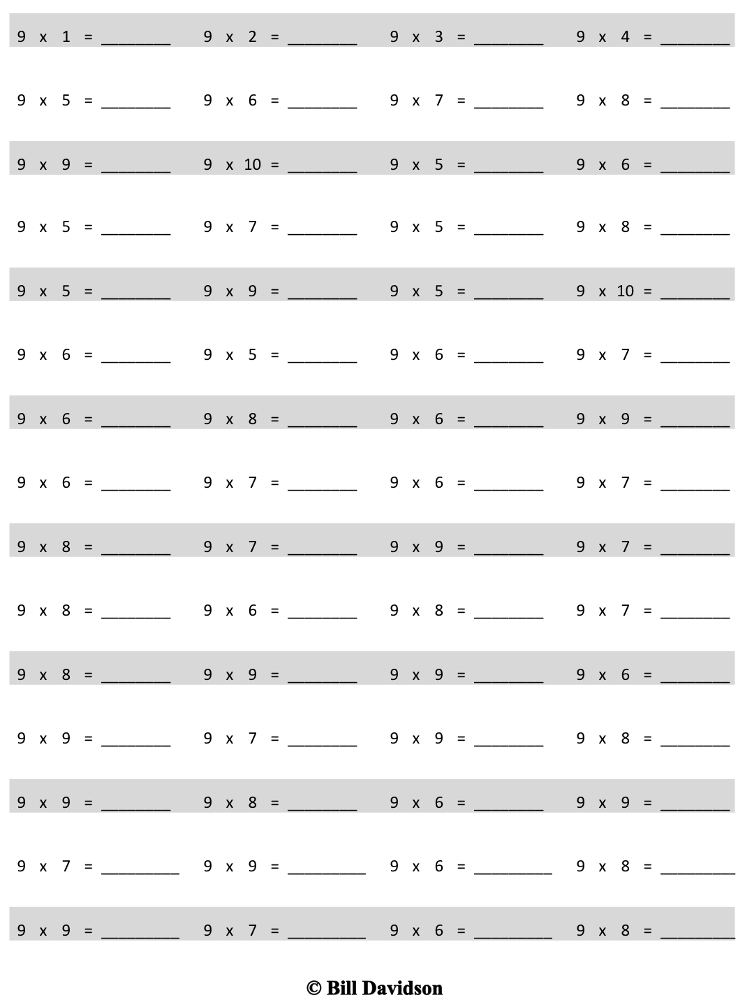 9 x 1 = ________ 9 x 2 = ________ 9 x 3 = ________ 9 x 4 = ________
9 x 5 = ________ 9 x 6 = ________ 9 x 7 = ________ 9 x 8 = ________
9 x 9 = ________ 9 x 10 = ________ 9 x 5 = ________ 9 x 6 = ________
9 x 5 = ________ 9 x 7 = ________ 9 x 5 = ________ 9 x 8 = ________
9 x 5 = ________ 9 x 9 = ________ 9 x 5 = ________ 9 x 10 = ________
9 x 6 = ________ 9 x 5 = ________ 9 x 6 = ________ 9 x 7 = ________
9 x 6 = ________ 9 x 8 = ________ 9 x 6 = ________ 9 x 9 = ________
9 x 6 = ________ 9 x 7 = ________ 9 x 6 = ________ 9 x 7 = ________
9 x 8 = ________ 9 x 7 = ________ 9 x 9 = ________ 9 x 7 = ________
9 x 8 = ________ 9 x 6 = ________ 9 x 8 = ________ 9 x 7 = ________
9 x 8 = ________ 9 x 9 = ________ 9 x 9 = ________ 9 x 6 = ________
9 x 9 = ________ 9 x 7 = ________ 9 x 9 = ________ 9 x 8 = ________
9 x 9 = ________ 9 x 8 = ________ 9 x 6 = ________ 9 x 9 = ________
9 x 7 = _________ 9 x 9 = _________ 9 x 6 = _________ 9 x 8 = _________
9 x 9 = _________ 9 x 7 = _________ 9 x 6 = _________ 9 x 8 = _________
© Bill Davidson